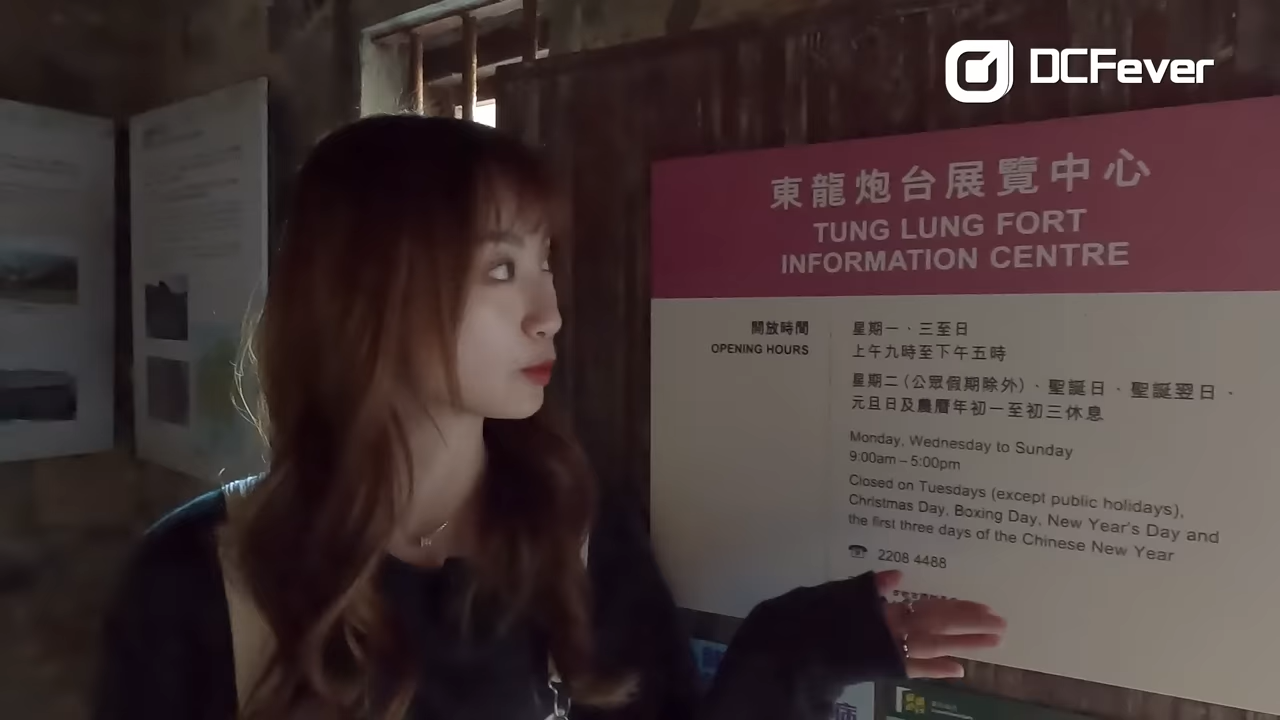 DCFever
東龍炮台展覽中心
TUNG LUNG FORT
INFORMATION CENTRE
開放時間
OPENING HOURS
星期一、三至日
上午九時至下午五時
星期二(公眾假期除外)、聖誕日、聖誕翌日、
元旦日及農曆年初一至初三休息
Monday, Wednesday to Sunday
9:00am – 5:00pm
Closed on Tuesdays (except public holidays),
Christmas Day, Boxing Day, New Year's Day and
the first three days of the Chinese New Year
2208 4488